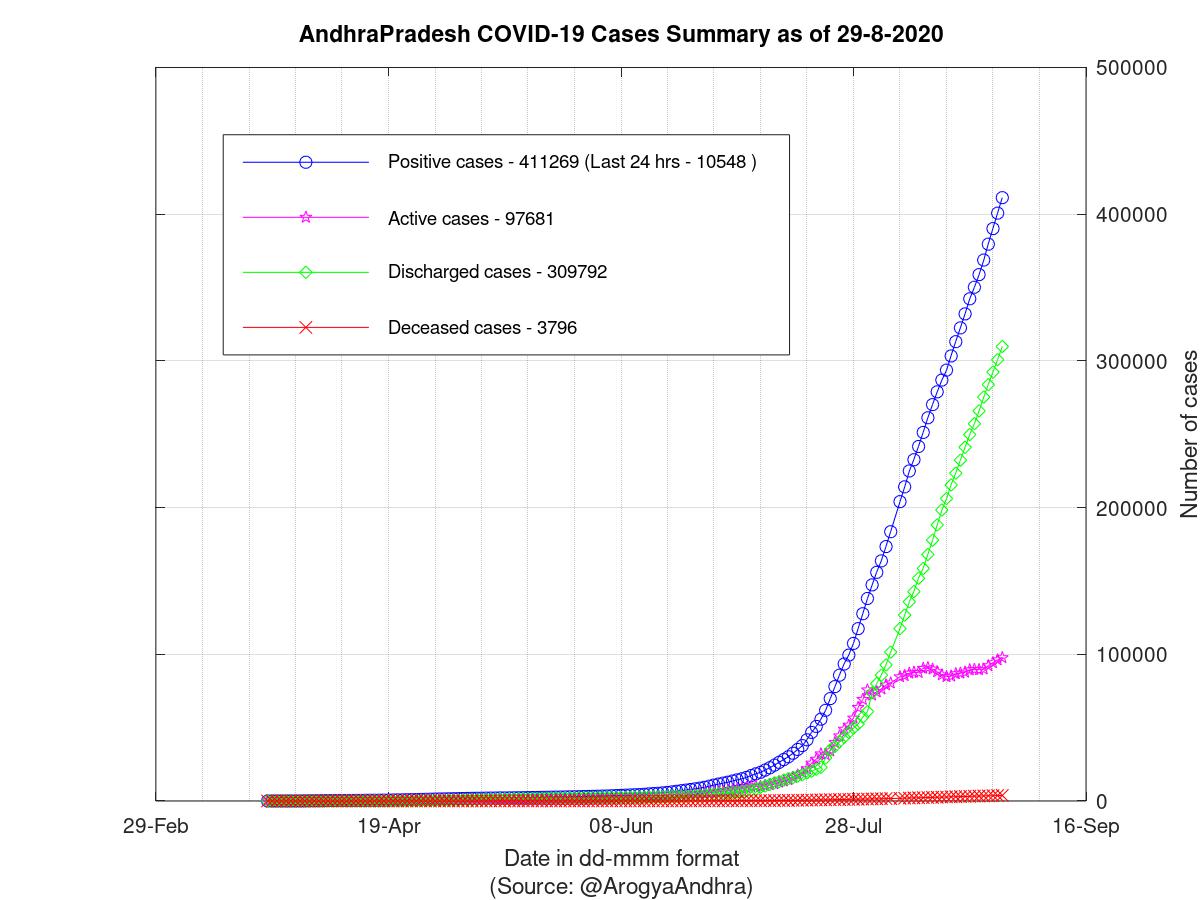 AndhraPradesh COVID-19 Cases Summary as of 29-8-2020
500000
Positive cases - 411269 (Last 24 hrs - 10548 )
Active cases - 97681
400000
Discharged cases - 309792
Deceased cases - 3796
300000
Number of cases
200000
100000
0
29-Feb 19-Apr 08-Jun 28-Jul 16-Sep
Date in dd-mmm format
(Source: @ArogyaAndhra)